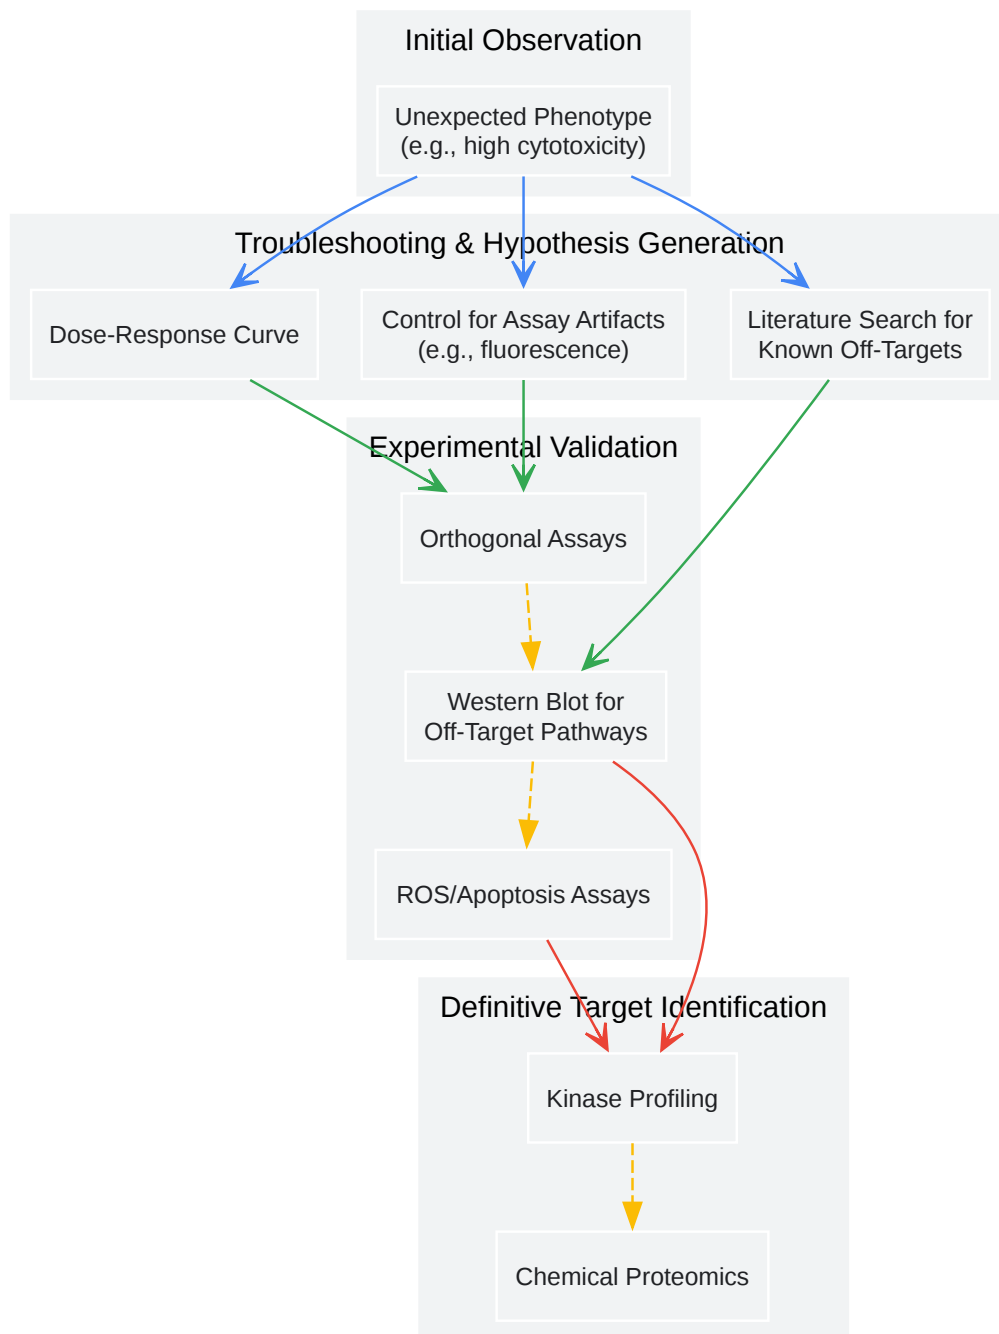 Initial Observation
Unexpected Phenotype
(e.g., high cytotoxicity)
Troubleshooting & Hypothesis Generation
Dose-Response Curve
Control for Assay Artifacts
(e.g., fluorescence)
Literature Search for
Known Off-Targets
Experimental Validation
Orthogonal Assays
Western Blot for
Off-Target Pathways
ROS/Apoptosis Assays
Definitive Target Identification
Kinase Profiling
Chemical Proteomics